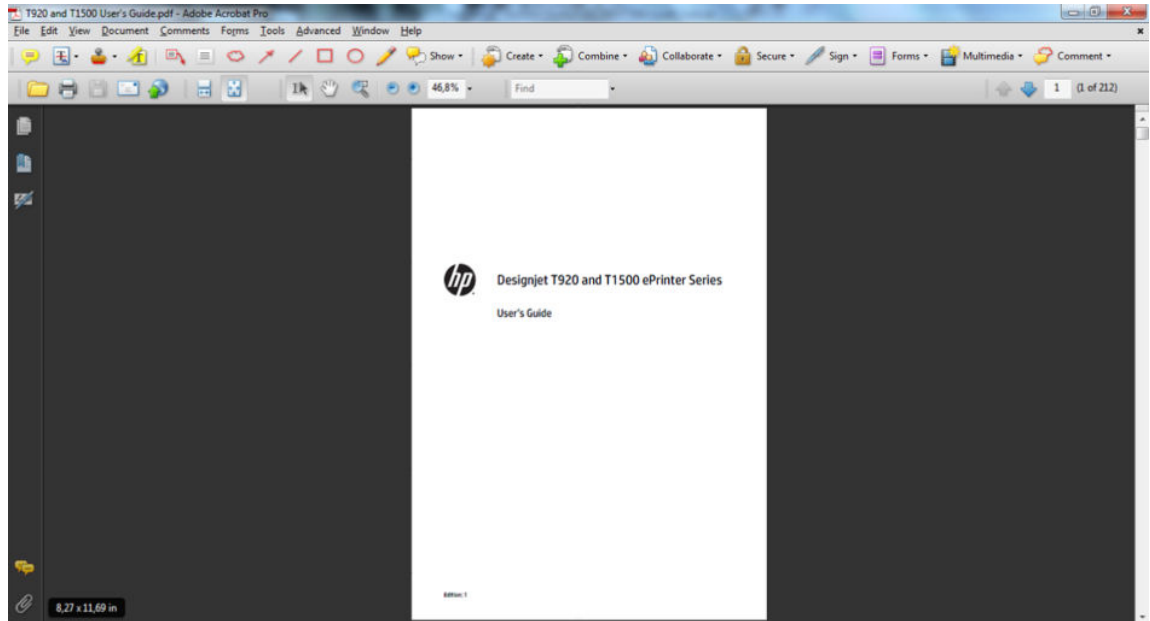 T920 and T1500 User's Guide.pdf - Adobe Acrobat Pro
File Edit View Document Comments Forms Tools Advanced Window Help
Show Create Combine Collaborate Secure Sign Forms Multimedia Comment
46,8% Find 1 (1 of 212)
hp
Designjet T920 and T1500 ePrinter Series
User's Guide
Edition: 1
8,27 x 11,69 in